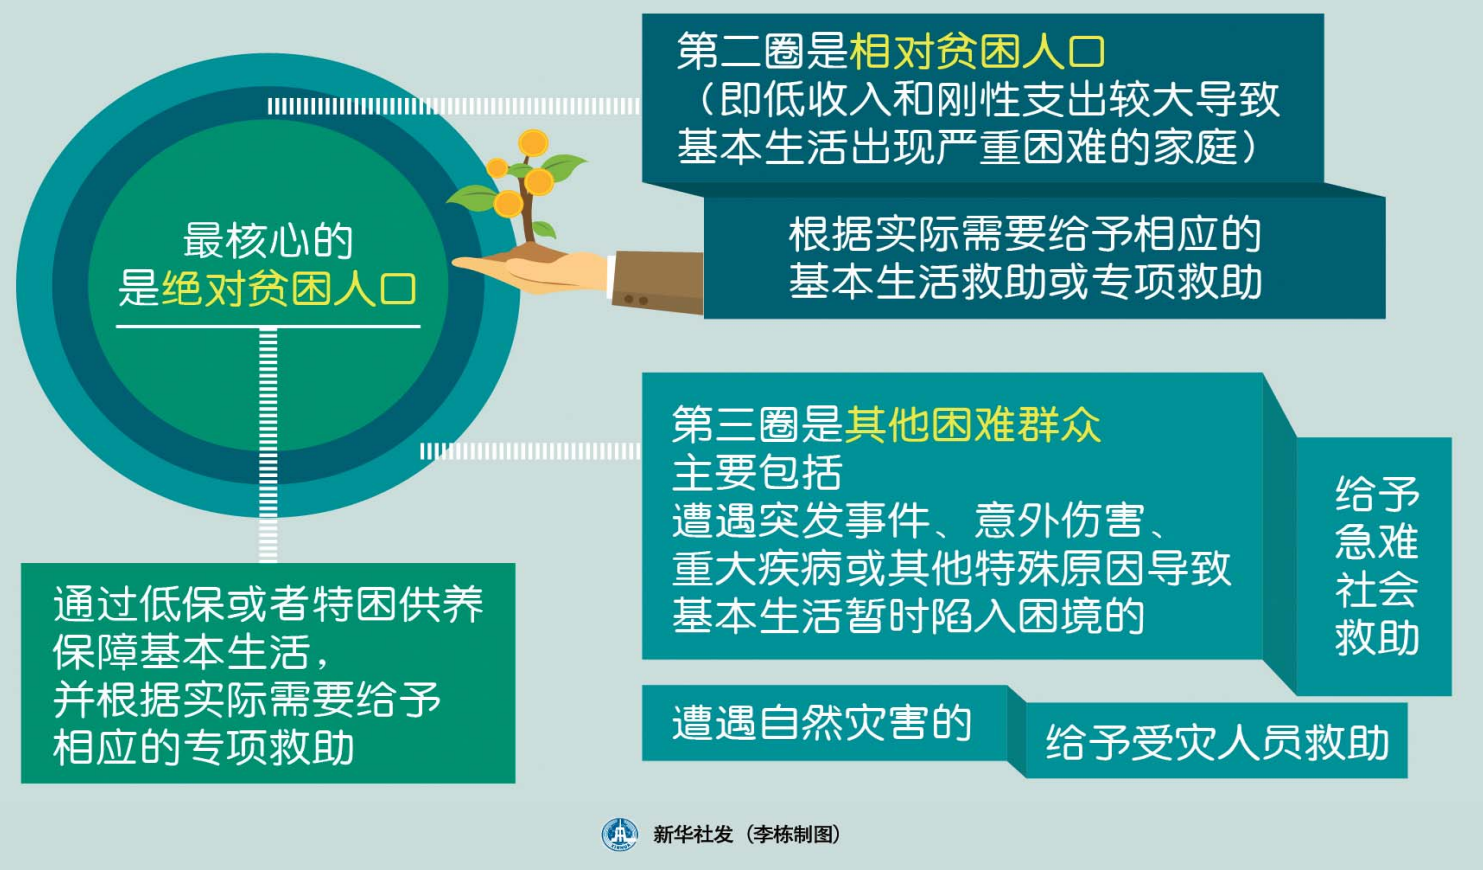 最核心的
是绝对贫困人口
通过低保或者特困供养
保障基本生活，
并根据实际需要给予
相应的专项救助
第二圈是相对贫困人口
（即低收入和刚性支出较大导致
基本生活出现严重困难的家庭）
根据实际需要给予相应的
基本生活救助或专项救助
第三圈是其他困难群众
主要包括
遭遇突发事件、意外伤害、
重大疾病或其他特殊原因导致
基本生活暂时陷入困境的
给予
急难
社会
救助
遭遇自然灾害的
给予受灾人员救助
新华社发（李栋制图）